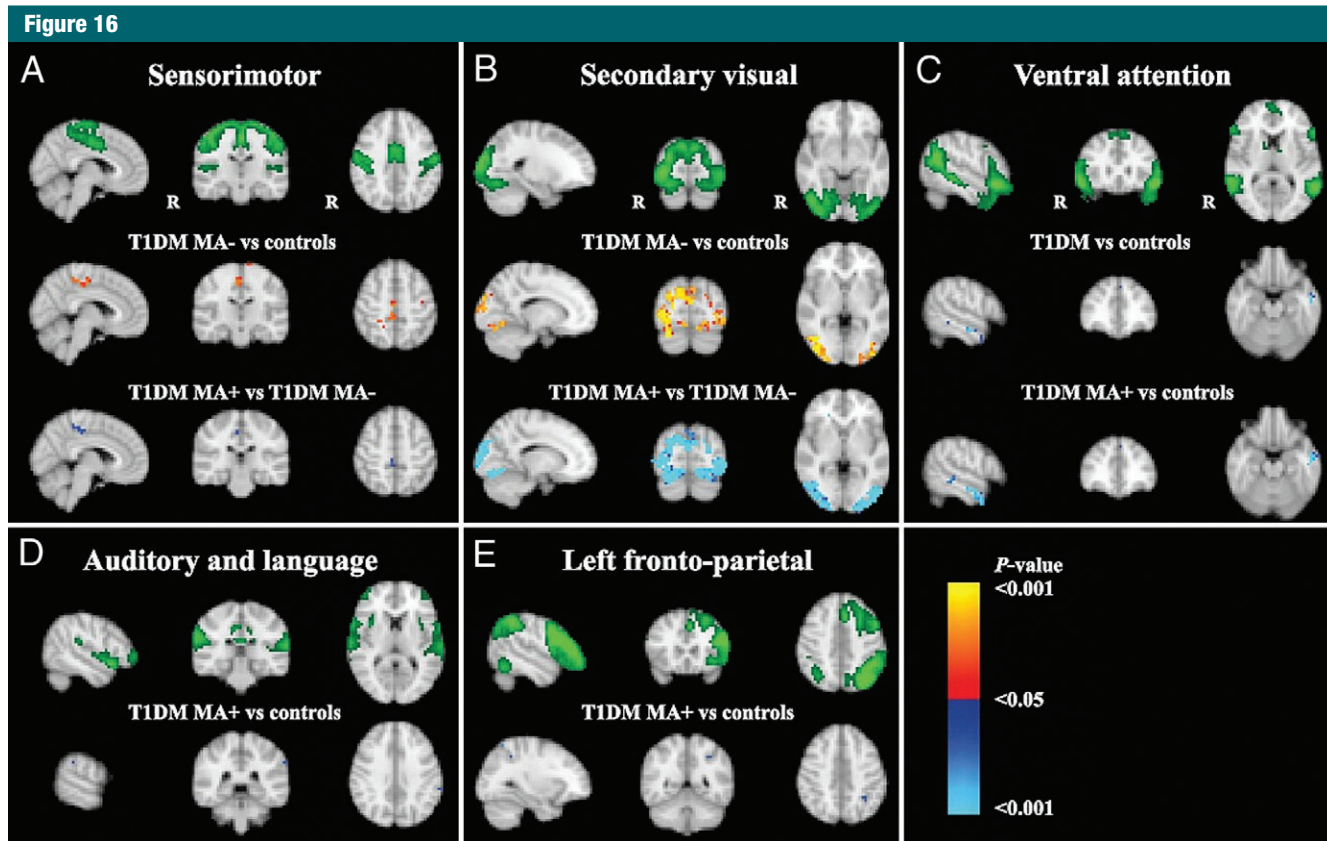 Figure 16
A
Sensorimotor
R
R
T1DM MA- vs controls
T1DM MA+ vs T1DM MA-
B
Secondary visual
R
R
T1DM MA- vs controls
T1DM MA+ vs T1DM MA-
C
Ventral attention
R
R
T1DM vs controls
T1DM MA+ vs controls
D
Auditory and language
T1DM MA+ vs controls
E
Left fronto-parietal
T1DM MA+ vs controls
P-value
<0.001
<0.05
<0.001